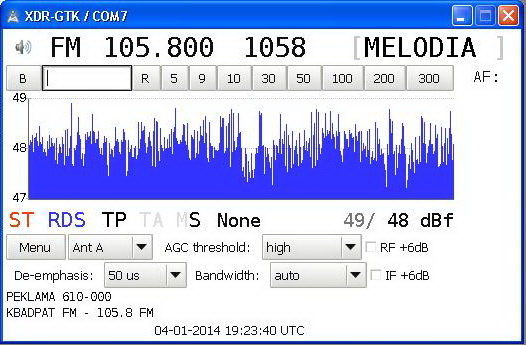 XDR-GTK / COM7
FM 105.800 1058 [MELODIA ]
B R 5 9 10 30 50 100 200 300 AF:
49
48
47
ST RDS TP TA MS None 49/ 48 dBf
Menu Ant A AGC threshold: high RF +6dB
De-emphasis: 50 us Bandwidth: auto IF +6dB
PEKLAMA 610-000
KBADPAT FM - 105.8 FM
04-01-2014 19:23:40 UTC